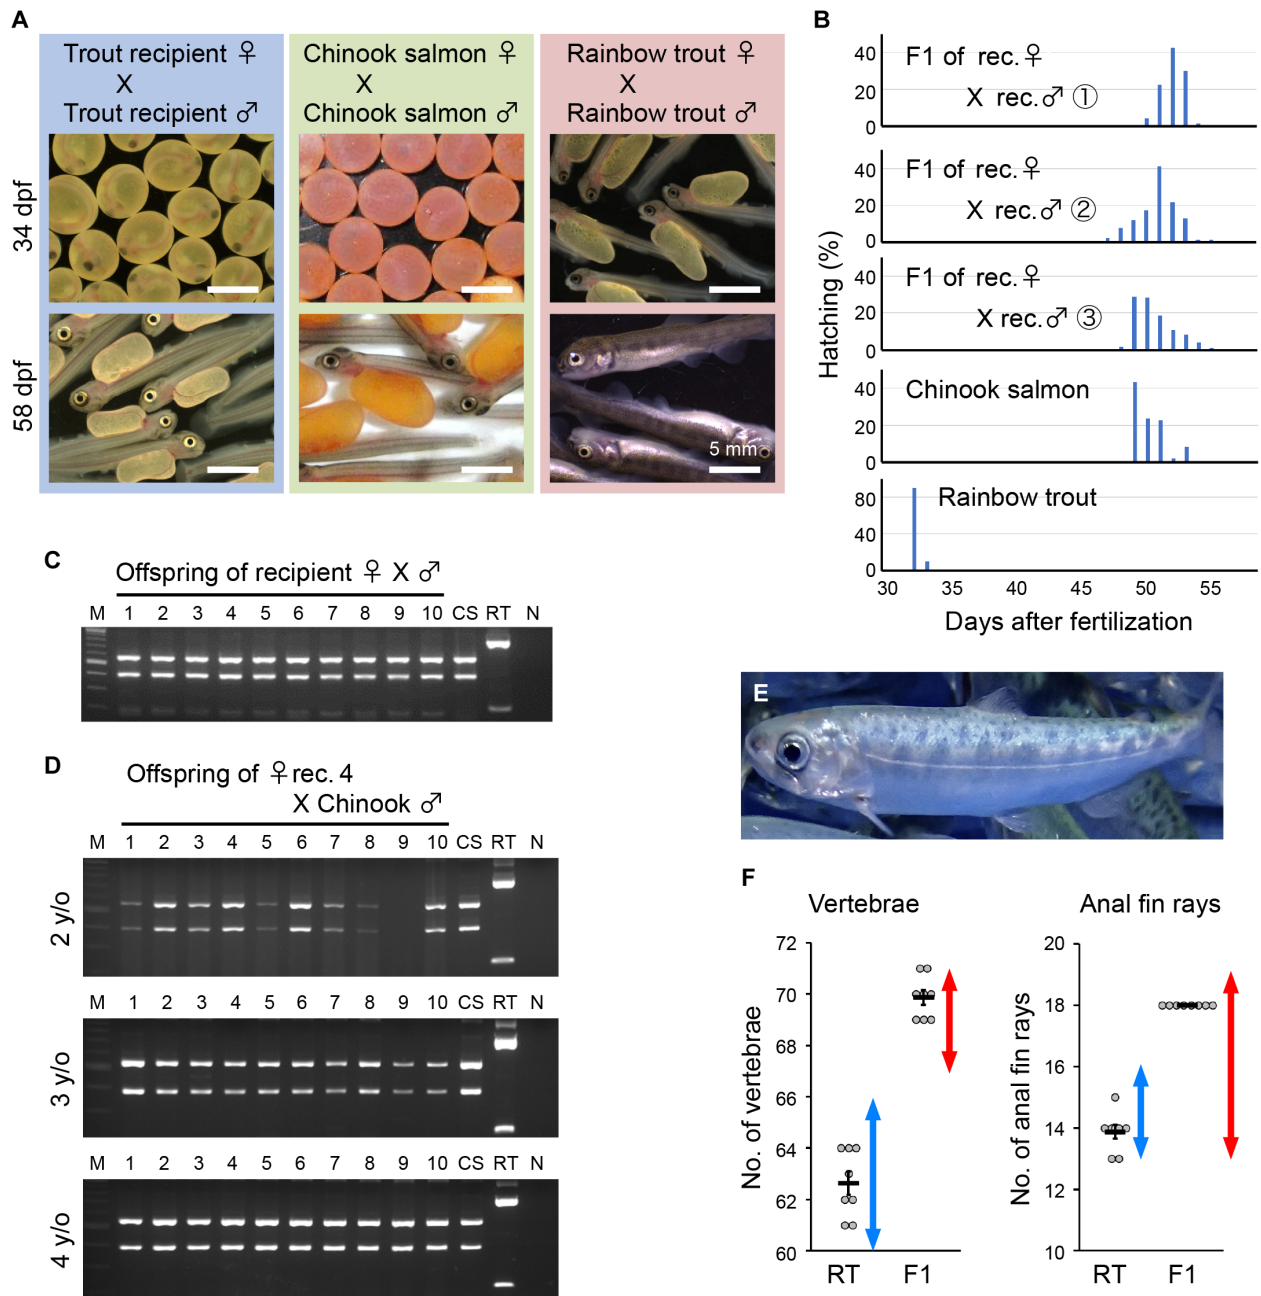 A
Trout recipient ♀
X
Trout recipient ♂
Chinook salmon ♀
X
Chinook salmon ♂
Rainbow trout ♀
X
Rainbow trout ♂
34 dpf
58 dpf
5 mm
B
Hatching (%)
40
20
0
F1 of rec.♀
X rec.♂ ①
40
20
0
F1 of rec.♀
X rec.♂ ②
40
20
0
F1 of rec.♀
X rec.♂ ③
40
20
0
Chinook salmon
80
40
0
Rainbow trout
30 35 40 45 50 55
Days after fertilization
C
Offspring of recipient ♀ X ♂
M 1 2 3 4 5 6 7 8 9 10 CS RT N
D
Offspring of ♀ rec. 4
X Chinook ♂
M 1 2 3 4 5 6 7 8 9 10 CS RT N
2 y/o
M 1 2 3 4 5 6 7 8 9 10 CS RT N
3 y/o
M 1 2 3 4 5 6 7 8 9 10 CS RT N
4 y/o
E
F
Vertebrae
No. of vertebrae
72
70
68
66
64
62
60
RT F1
Anal fin rays
No. of anal fin rays
20
18
16
14
12
10
RT F1